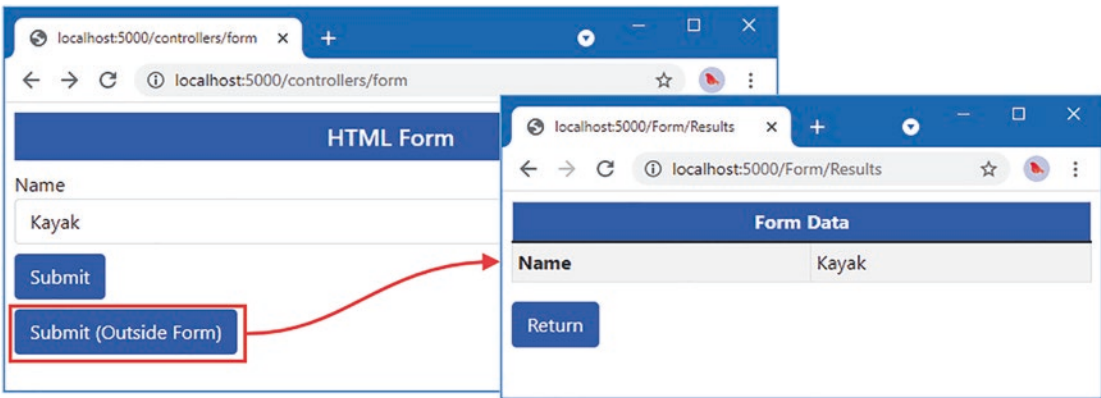 localhost:5000/controllers/form
localhost:5000/controllers/form
HTML Form
Name
Kayak
Submit
Submit (Outside Form)
localhost:5000/Form/Results
localhost:5000/Form/Results
Form Data
Name Kayak
Return